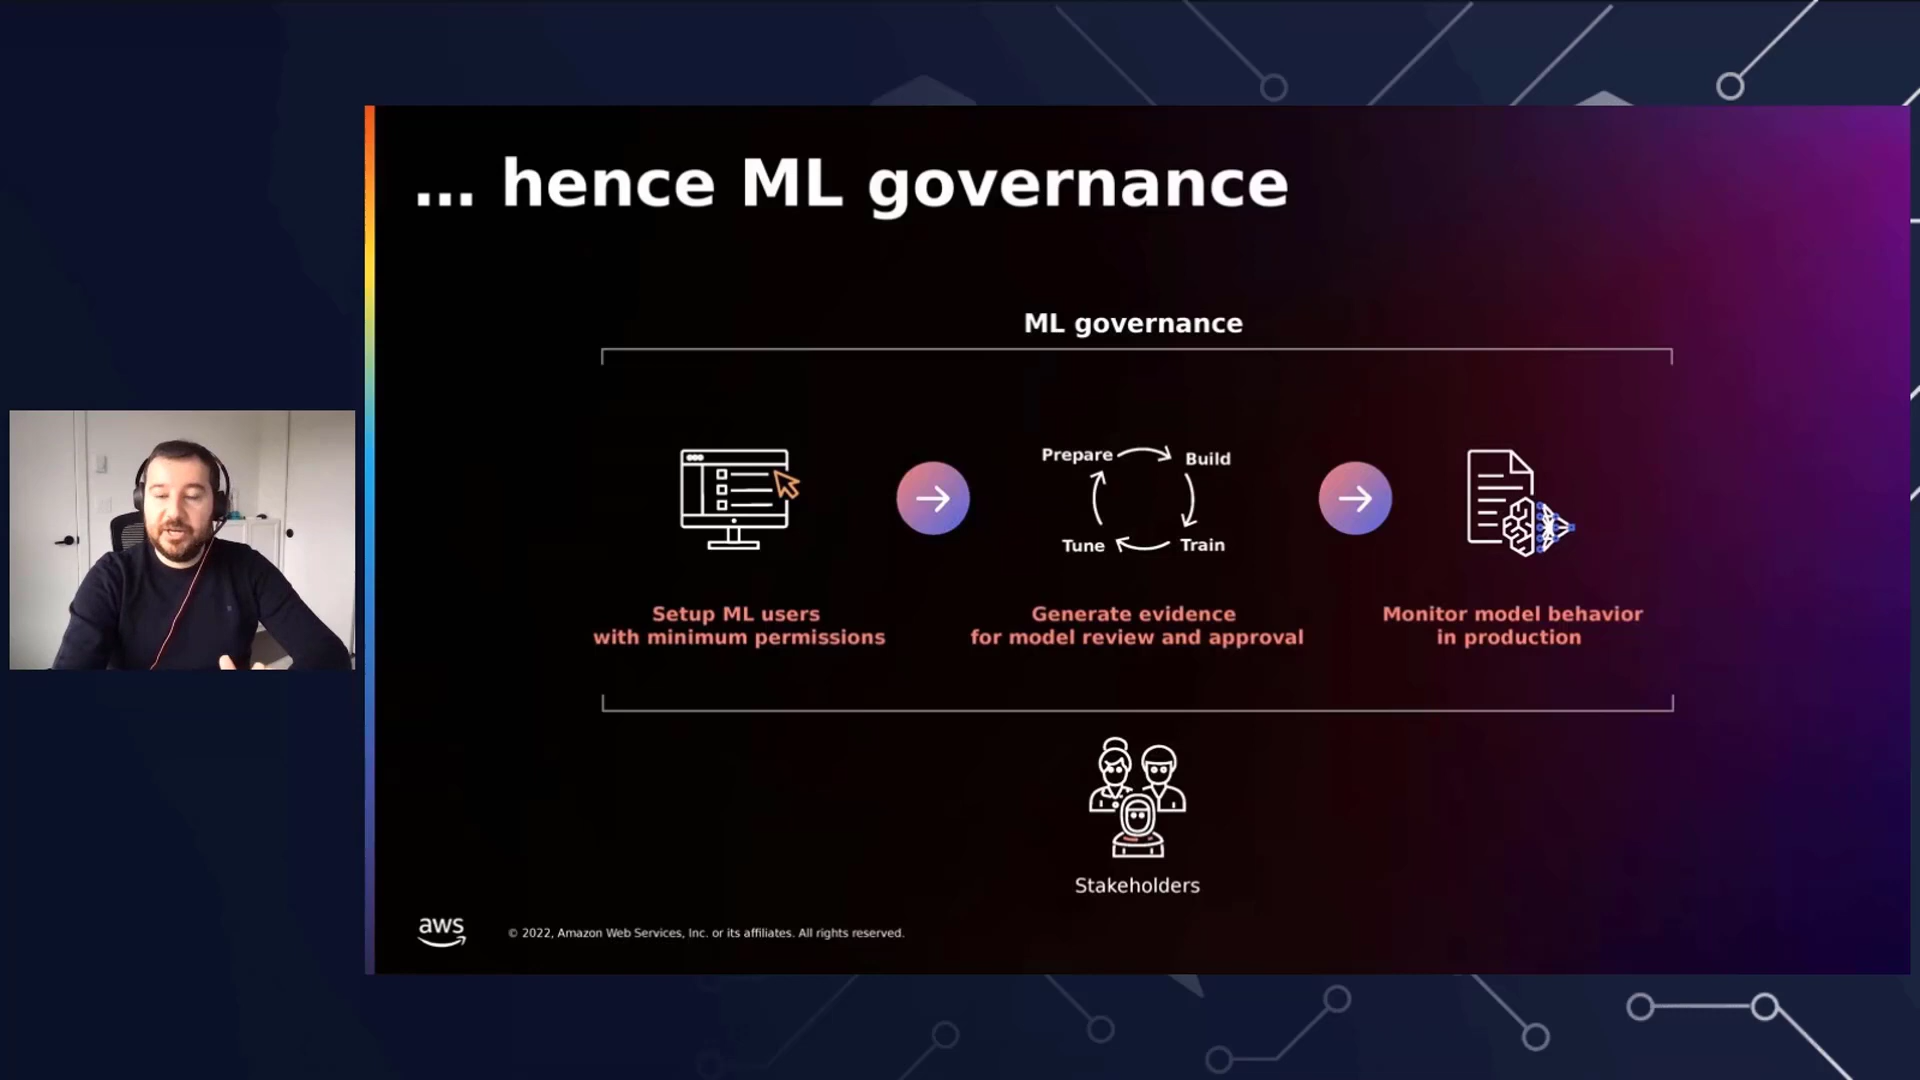 ... hence ML governance
ML governance
Prepare
Build
Tune
Train
Setup ML users
with minimum permissions
Generate evidence
for model review and approval
Monitor model behavior
in production
Stakeholders
aws
© 2022, Amazon Web Services, Inc. or its affiliates. All rights reserved.